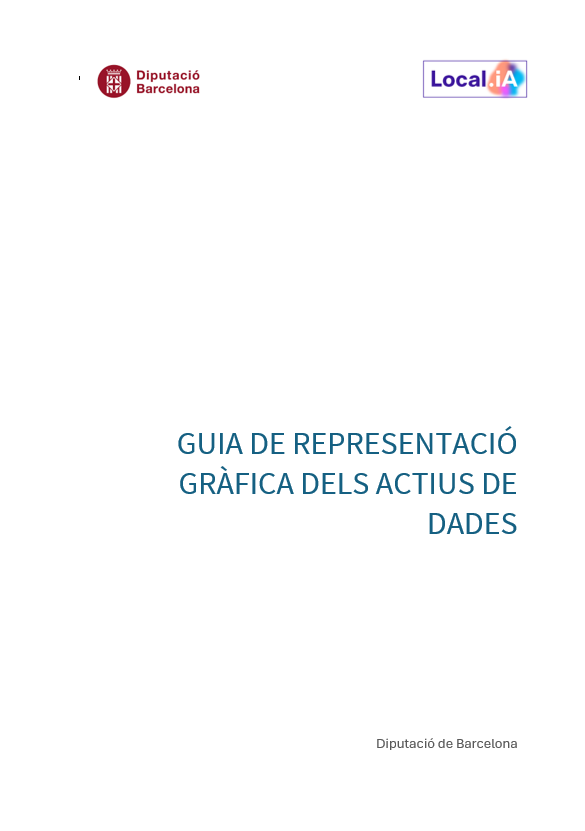 Diputació
Barcelona
Local.iA
GUIA DE REPRESENTACIÓ
GRÀFICA DELS ACTIUS DE
DADES
Diputació de Barcelona